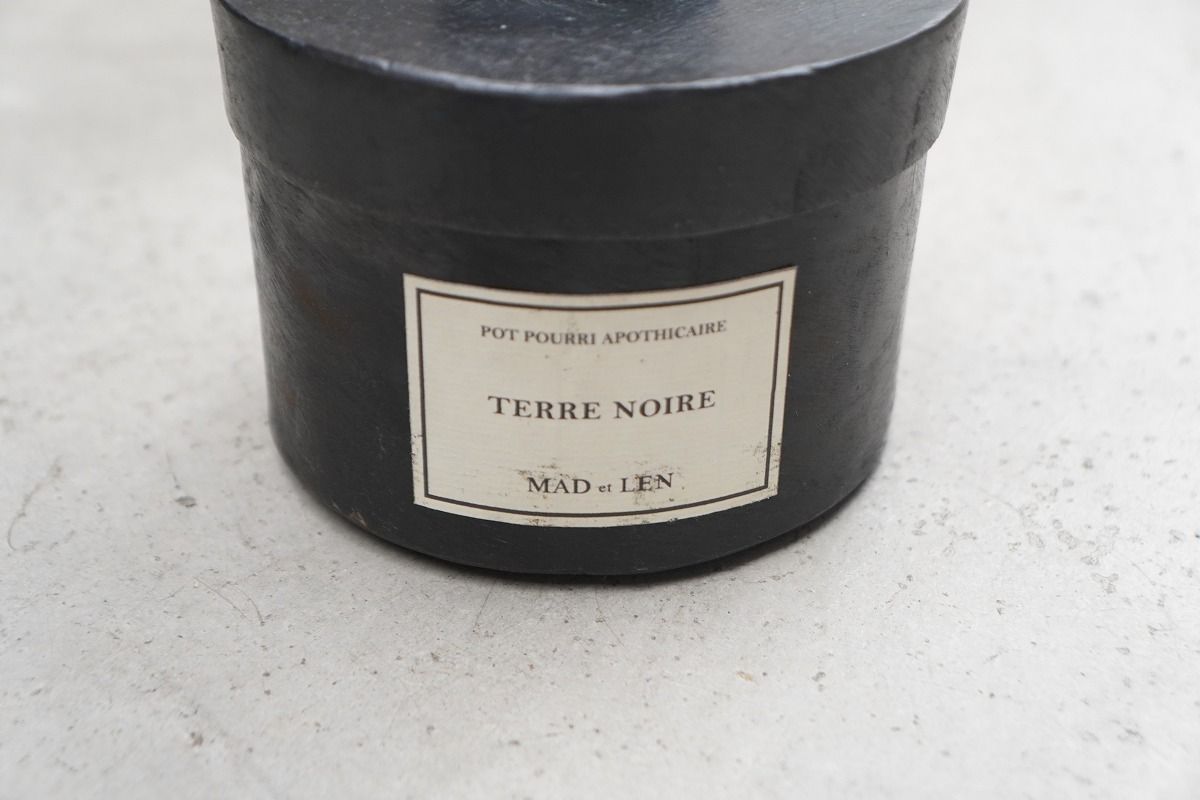 POT POURRI APOTHICAIRE
TERRE NOIRE
MAD et LEN